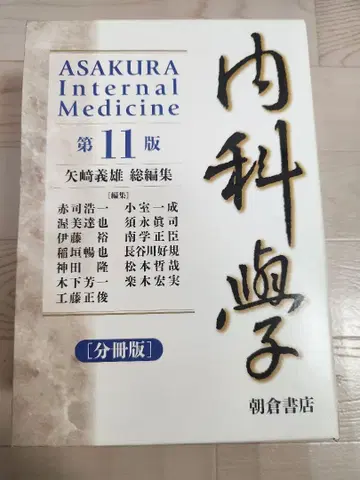 ASAKURA
Internal
Medicine
第11版
矢﨑義雄 総編集
[編集]
赤司浩一 小室一成
渥美達也 須永眞司
伊藤 裕 南学正臣
稲垣暢也 長谷川好規
神田 隆 松本哲哉
木下芳一 楽木宏実
工藤正俊
[分冊版]
内科學
朝倉書店